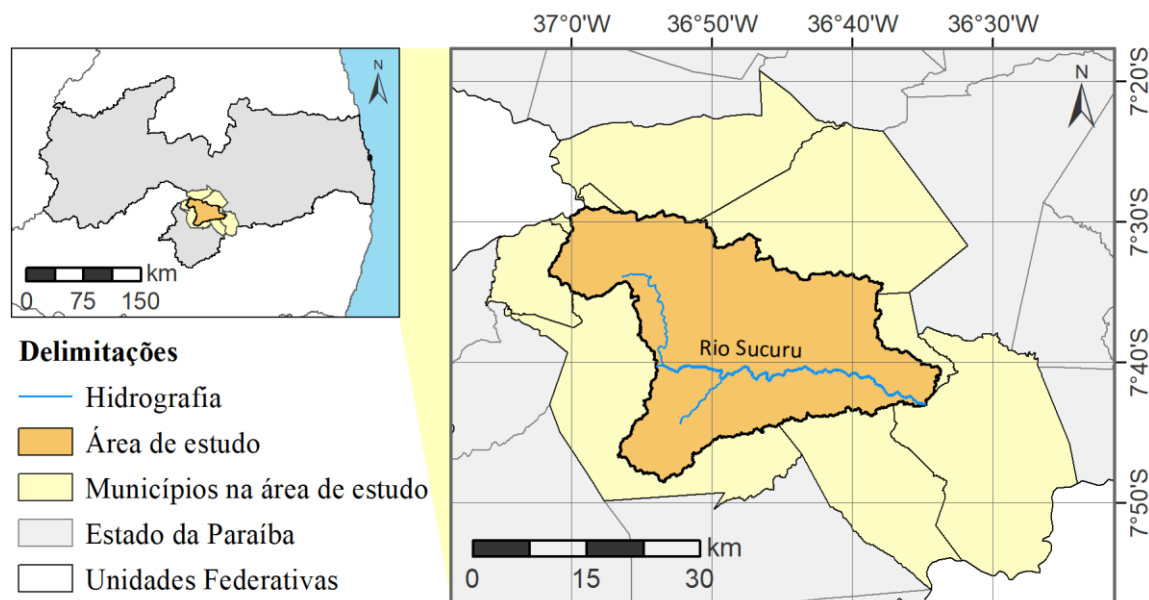 37°0'W 36°50'W 36°40'W 36°30'W
N
km
0 75 150
Delimitações
Hidrografia
Área de estudo
Municípios na área de estudo
Estado da Paraíba
Unidades Federativas
N
Rio Sucuru
km
0 15 30
7°20'S
7°30'S
7°40'S
7°50'S